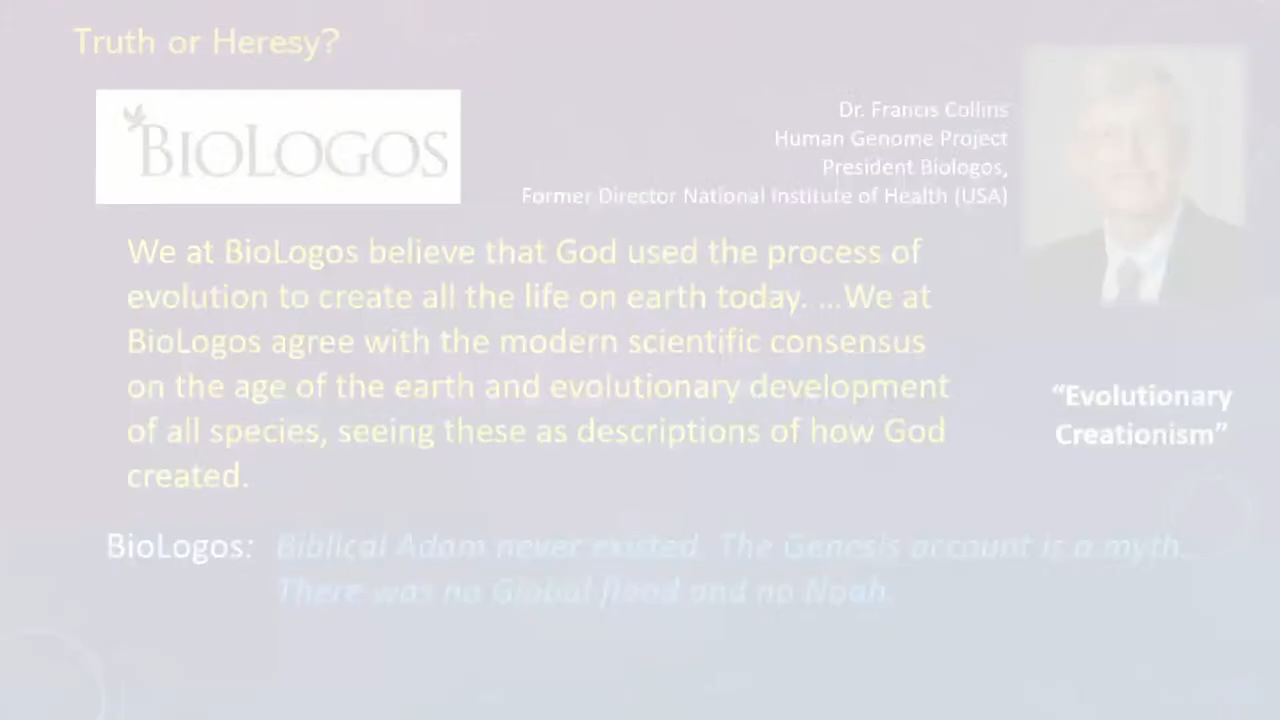 Truth or Heresy?
BIOLOGOS
Dr. Francis Collins
Human Genome Project
President Biologos,
Former Director National Institute of Health (USA)
We at BioLogos believe that God used the process of
evolution to create all the life on earth today. ...We at
BioLogos agree with the modern scientific consensus
on the age of the earth and evolutionary development
of all species, seeing these as descriptions of how God
created.
“Evolutionary
Creationism”
BioLogos: Biblical Adam never existed. The Genesis account is a myth.
There was no Global flood and no Noah.